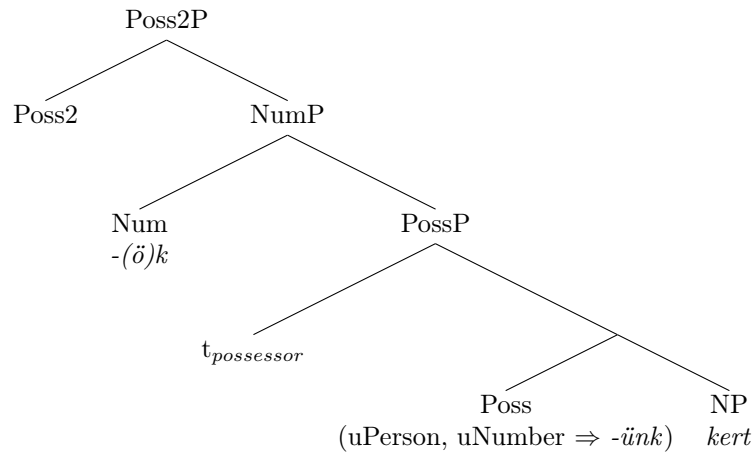 Poss2P
Poss2 NumP
Num PossP
-(ö)k
t_possessor
Poss NP
(uPerson, uNumber ⇒ -ünk) kert